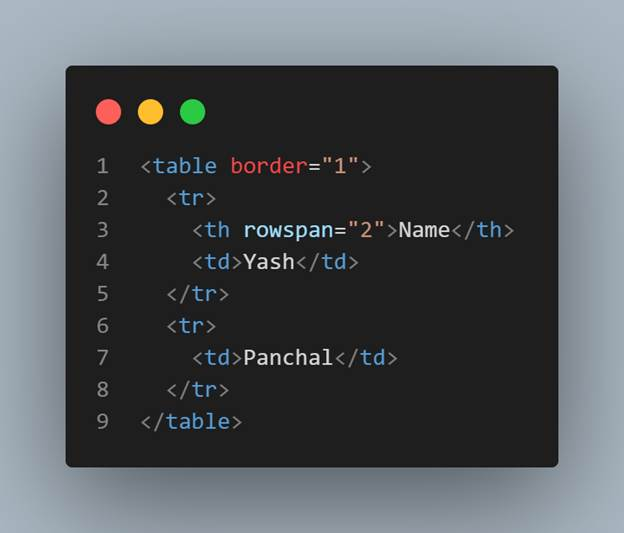 1 <table border="1">
2   <tr>
3     <th rowspan="2">Name</th>
4     <td>Yash</td>
5   </tr>
6   <tr>
7     <td>Panchal</td>
8   </tr>
9 </table>